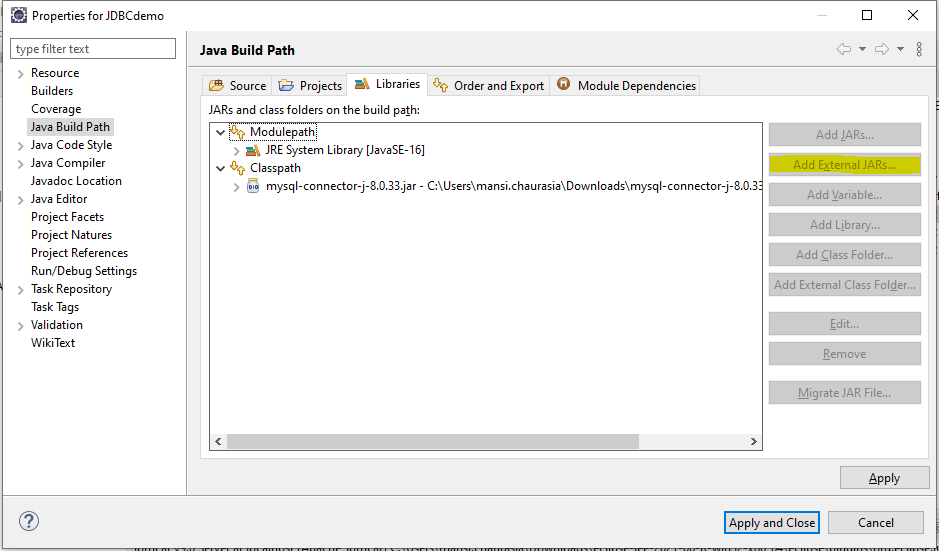 Properties for JDBCdemo
type filter text
Resource
Builders
Coverage
Java Build Path
Java Code Style
Java Compiler
Javadoc Location
Java Editor
Project Facets
Project Natures
Project References
Run/Debug Settings
Task Repository
Task Tags
Validation
WikiText
Java Build Path
Source Projects Libraries Order and Export Module Dependencies
JARs and class folders on the build path:
Modulepath
JRE System Library [JavaSE-16]
Classpath
mysql-connector-j-8.0.33.jar - C:\Users\mansi.chaurasia\Downloads\mysql-connector-j-8.0.33
Add JARs...
Add External JARs...
Add Variable...
Add Library...
Add Class Folder...
Add External Class Folder...
Edit...
Remove
Migrate JAR File...
Apply
Apply and Close Cancel